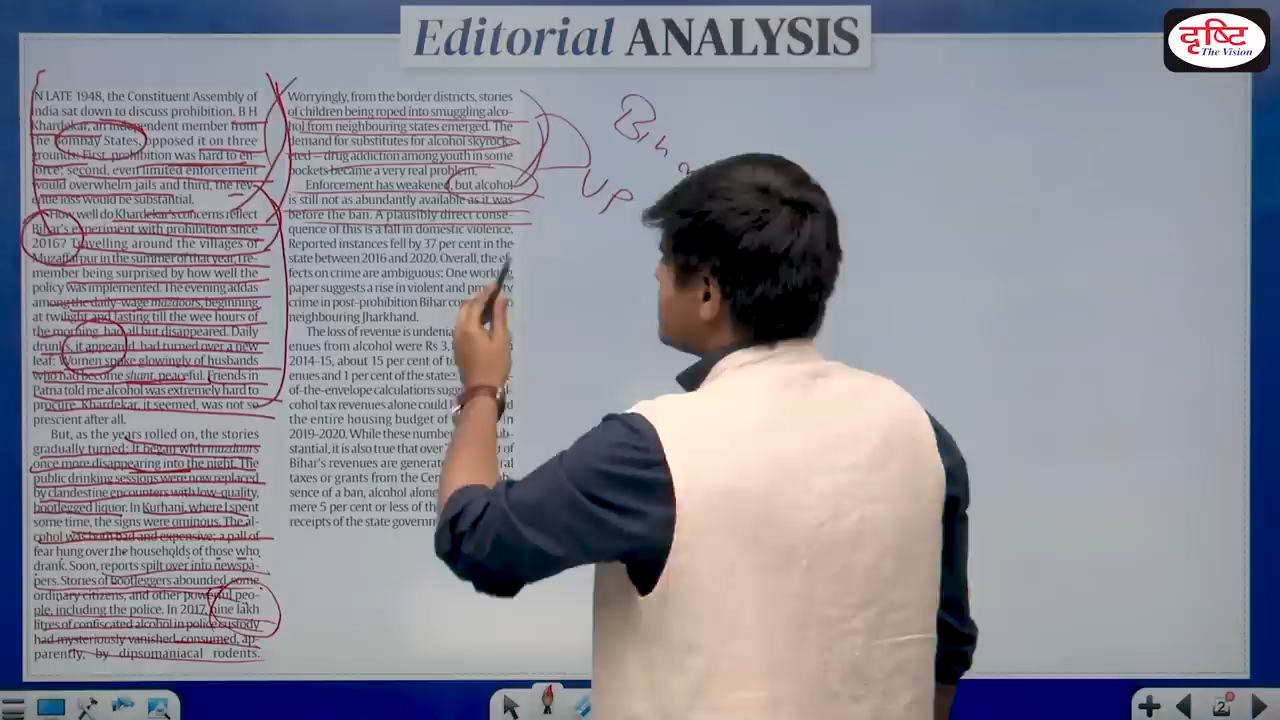 Editorial ANALYSIS
दृष्टि
The Vision
N LATE 1948, the Constituent Assembly of
India sat down to discuss prohibition. B H
Khardekar, an independent member from
the Bombay States, opposed it on three
grounds: First, prohibition was hard to en-
force; second, even limited enforcement
would overwhelm jails and third, the rev-
enue loss would be substantial.
How well do Khardekar's concerns reflect
Bihar's experiment with prohibition since
2016? Travelling around the villages of
Muzaffarpur in the summer of that year, I re-
member being surprised by how well the
policy was implemented. The evening addas
among the daily-wage mazdoors, beginning
at twilight and lasting till the wee hours of
the morning, had all but disappeared. Daily
drunks, it appeared, had turned over a new
leaf: Women spoke glowingly of husbands
who had become shant, peaceful. Friends in
Patna told me alcohol was extremely hard to
procure. Khardekar, it seemed, was not so
prescient after all.
But, as the years rolled on, the stories
gradually turned: It began with mazdoors
once more disappearing into the night. The
public drinking sessions were now replaced
by clandestine encounters with low-quality,
bootlegged liquor. In Kurhani, where I spent
some time, the signs were ominous. The al-
cohol was both bad and expensive; a pall of
fear hung over the households of those who
drank. Soon, reports spilt over into newspa-
pers. Stories of bootleggers abounded, some
ordinary citizens, and other powerful peo-
ple, including the police. In 2017, nine lakh
litres of confiscated alcohol in police custody
had mysteriously vanished, consumed, ap-
parently, by dipsomaniacal rodents.
Worryingly, from the border districts, stories
of children being roped into smuggling alco-
hol from neighbouring states emerged. The
demand for substitutes for alcohol skyrock-
eted — drug addiction among youth in some
pockets became a very real problem.
Enforcement has weakened, but alcohol
is still not as abundantly available as it was
before the ban. A plausibly direct conse-
quence of this is a fall in domestic violence.
Reported instances fell by 37 per cent in the
state between 2016 and 2020. Overall, the ef-
fects on crime are ambiguous: One working
paper suggests a rise in violent and
crime in post-prohibition Bihar
neighbouring Jharkhand.
The loss of revenue is
enues from alcohol were Rs
2014-15, about 15 per cent of
enues and 1 per cent of the
of-the-envelope calculations
cohol tax revenues alone could
the entire housing budget of in
2019-2020. While these
stantial, it is also true that over of
Bihar's revenues are
taxes or grants from the
sence of a ban, alcohol alone
mere 5 per cent or less of
receipts of the state
UP
2